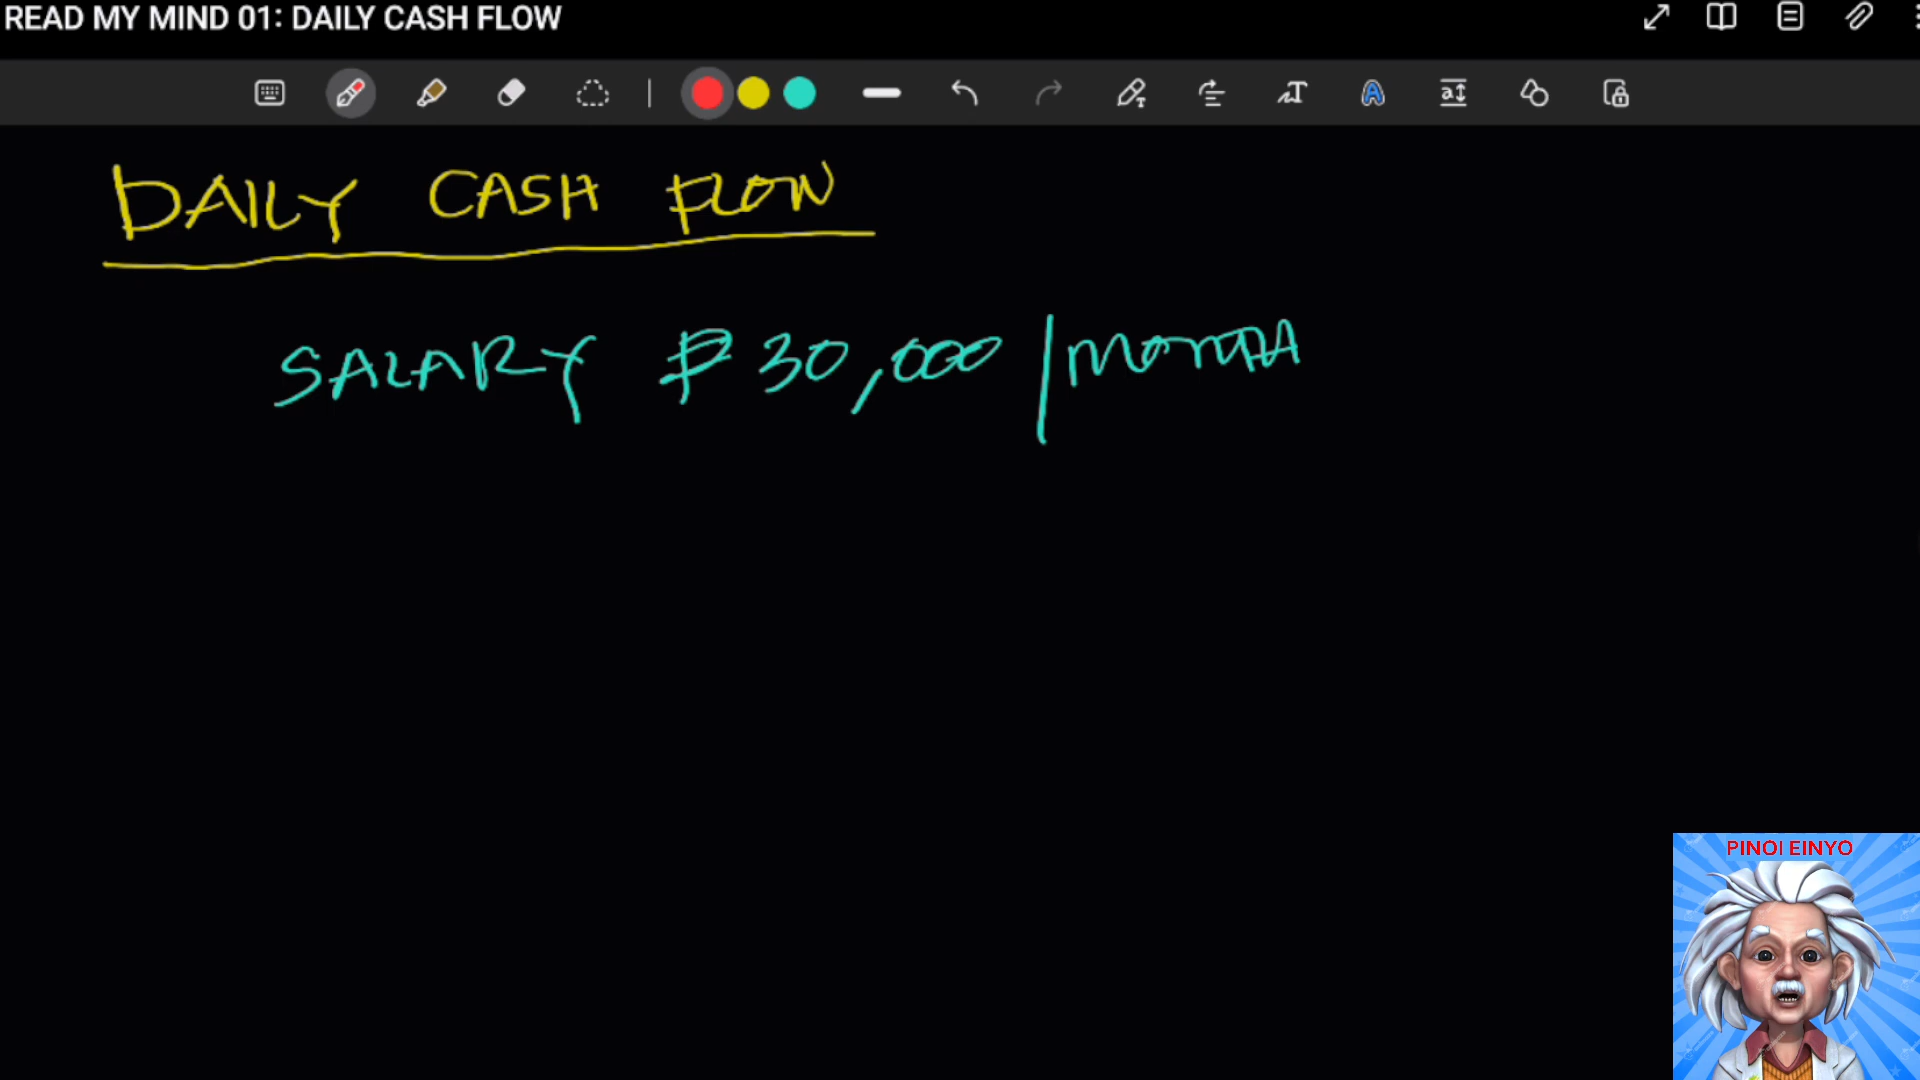 READ MY MIND 01: DAILY CASH FLOW
DAILY CASH FLOW
SALARY ₱30,000/MONTH
PINOI EINYO